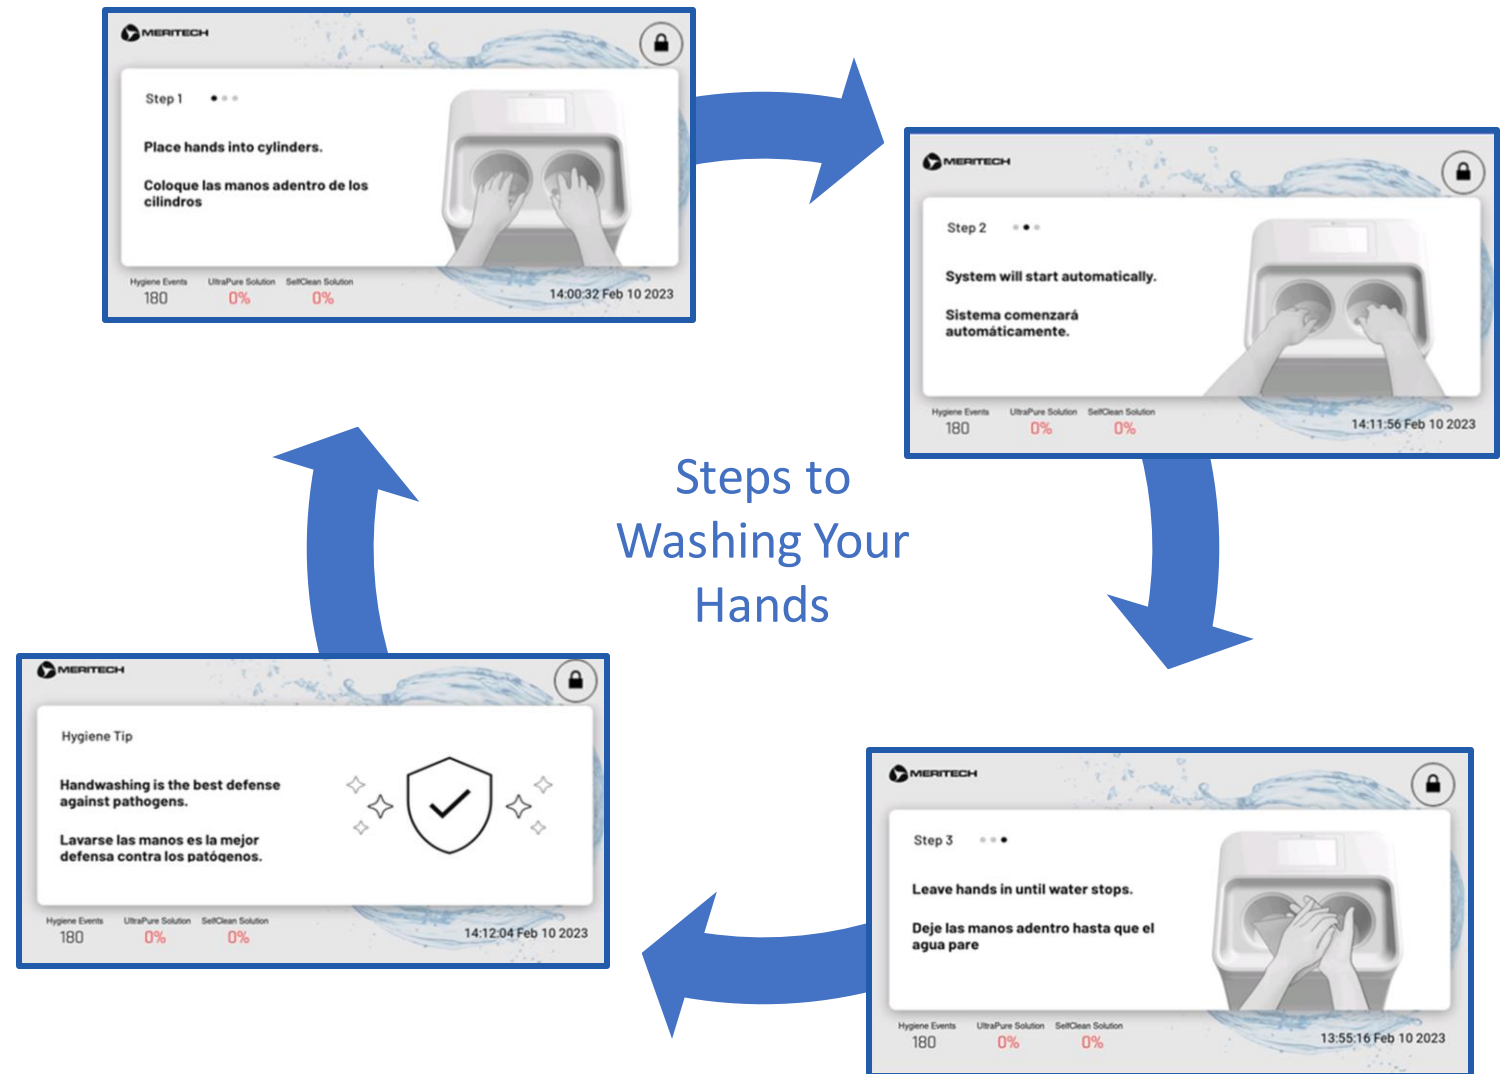 MERITECH
Step 1
Place hands into cylinders.
Coloque las manos adentro de los
cilindros
Hygiene Events
180
UltraPure Solution
0%
SelfClean Solution
0%
14:00:32 Feb 10 2023
MERITECH
Step 2
System will start automatically.
Sistema comenzará
automáticamente.
Hygiene Events
180
UltraPure Solution
0%
SelfClean Solution
0%
14:11:56 Feb 10 2023
Steps to
Washing Your
Hands
MERITECH
Step 3
Leave hands in until water stops.
Deje las manos adentro hasta que el
agua pare
Hygiene Events
180
UltraPure Solution
0%
SelfClean Solution
0%
13:55:16 Feb 10 2023
MERITECH
Hygiene Tip
Handwashing is the best defense
against pathogens.
Lavarse las manos es la mejor
defensa contra los patógenos.
Hygiene Events
180
UltraPure Solution
0%
SelfClean Solution
0%
14:12:04 Feb 10 2023